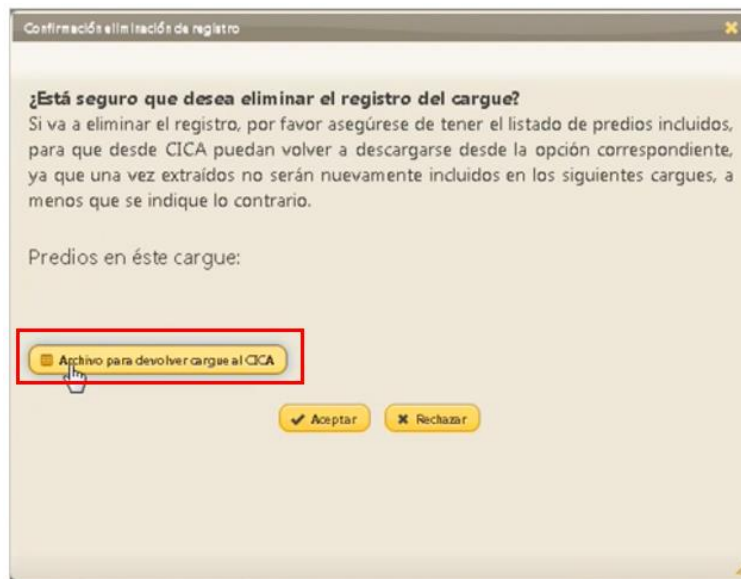 Confirmación eliminación de registro
¿Está seguro que desea eliminar el registro del cargue?
Si va a eliminar el registro, por favor asegúrese de tener el listado de predios incluidos,
para que desde CICA puedan volver a descargarse desde la opción correspondiente,
ya que una vez extraídos no serán nuevamente incluidos en los siguientes cargues, a
menos que se indique lo contrario.
Predios en éste cargue:
Archivo para devolver cargue al CICA
Aceptar
Rechazar